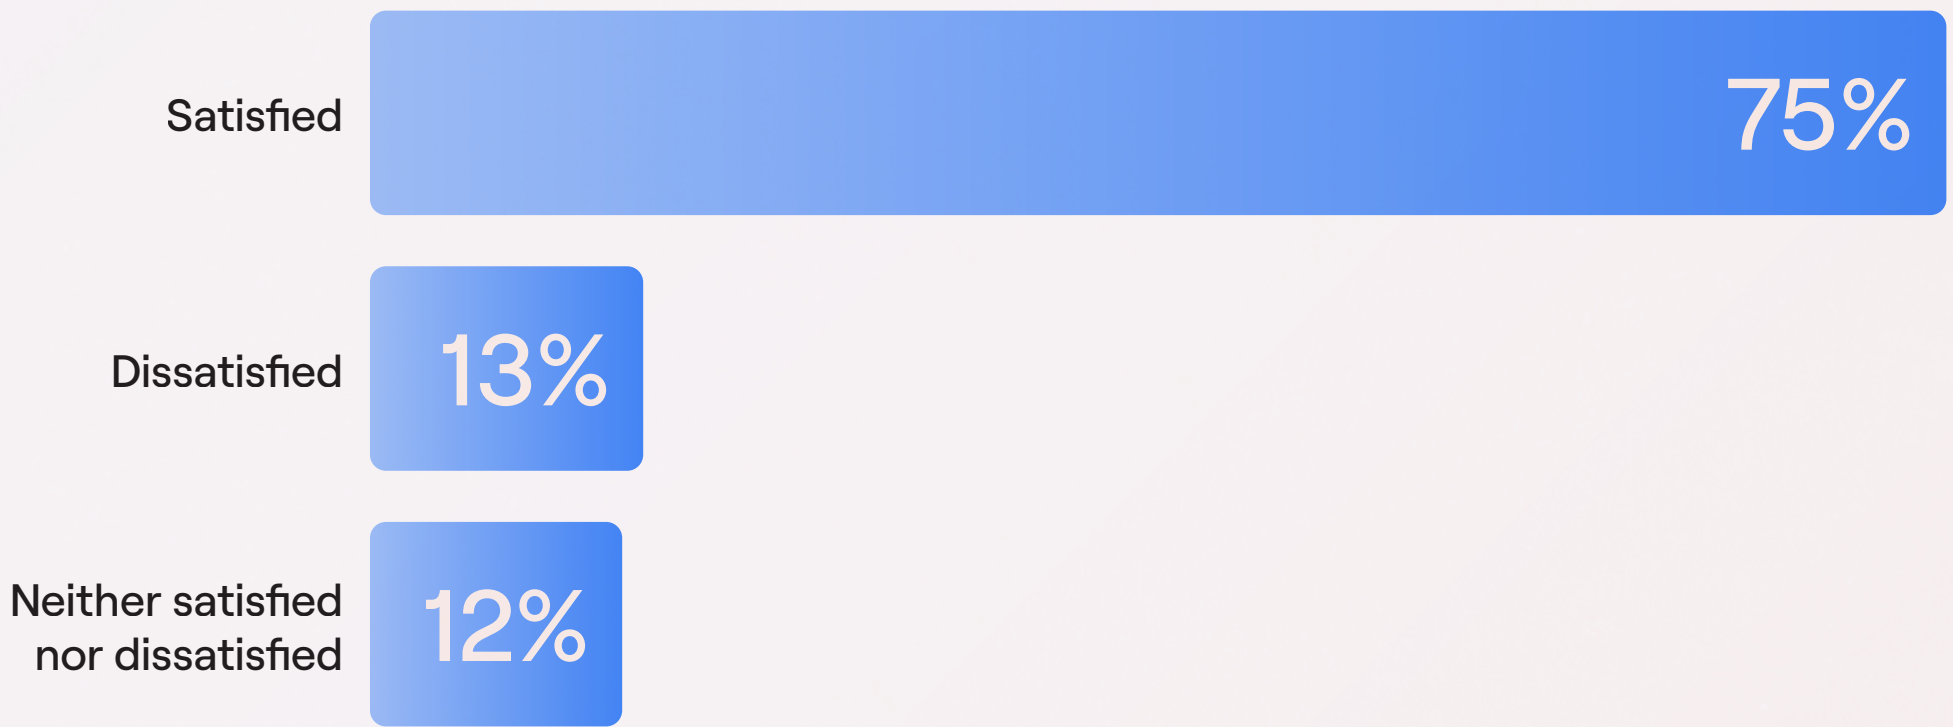 Satisfied
75%
Dissatisfied
13%
Neither satisfied
nor dissatisfied
12%